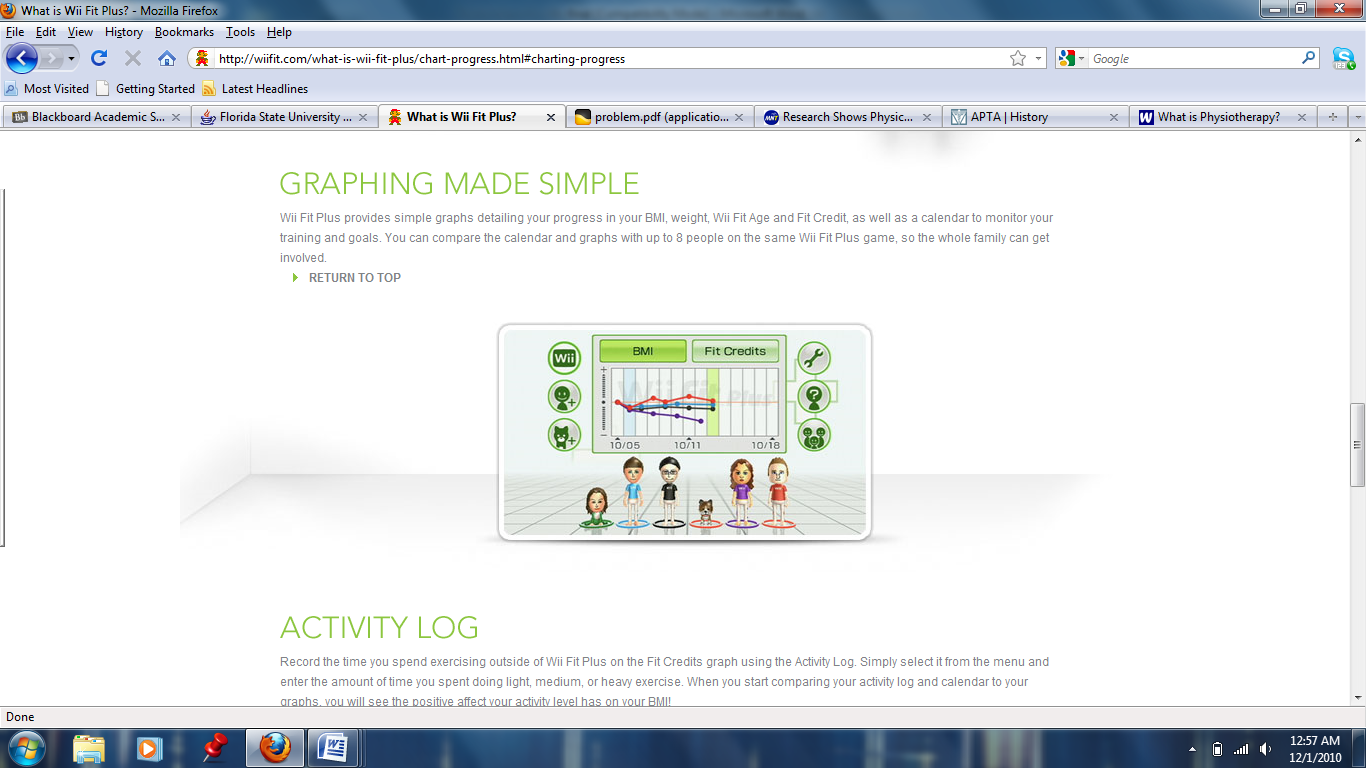 What is Wii Fit Plus? - Mozilla Firefox
File Edit View History Bookmarks Tools Help
http://wiifit.com/what-is-wii-fit-plus/chart-progress.html#charting-progress
Google
Most Visited Getting Started Latest Headlines
Bb Blackboard Academic S... Florida State University ... What is Wii Fit Plus? problem.pdf (applicatio... MNT Research Shows Physic... APTA | History W What is Physiotherapy?
GRAPHING MADE SIMPLE
Wii Fit Plus provides simple graphs detailing your progress in your BMI, weight, Wii Fit Age and Fit Credit, as well as a calendar to monitor your
training and goals. You can compare the calendar and graphs with up to 8 people on the same Wii Fit Plus game, so the whole family can get
involved.
RETURN TO TOP
Wii BMI Fit Credits
Wii Fit Plus
10/05 10/11 10/18
ACTIVITY LOG
Record the time you spend exercising outside of Wii Fit Plus on the Fit Credits graph using the Activity Log. Simply select it from the menu and
enter the amount of time you spent doing light, medium, or heavy exercise. When you start comparing your activity log and calendar to your
graphs, you will see the positive affect your activity level has on your BMI!
Done
12:57 AM
12/1/2010